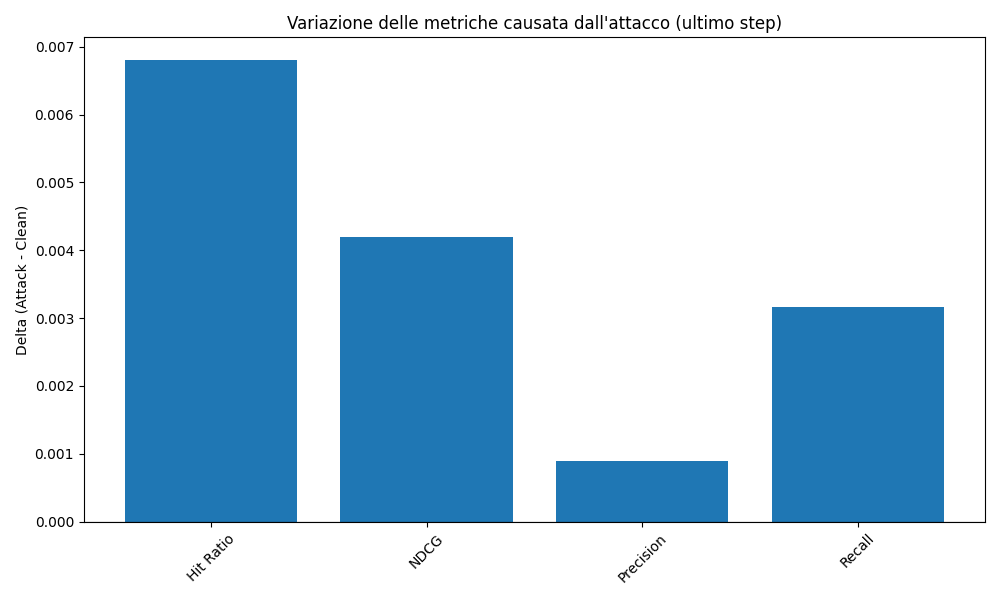 Variazione delle metriche causata dall'attacco (ultimo step)
Delta (Attack - Clean)
0.007
0.006
0.005
0.004
0.003
0.002
0.001
0.000
Hit Ratio
NDCG
Precision
Recall